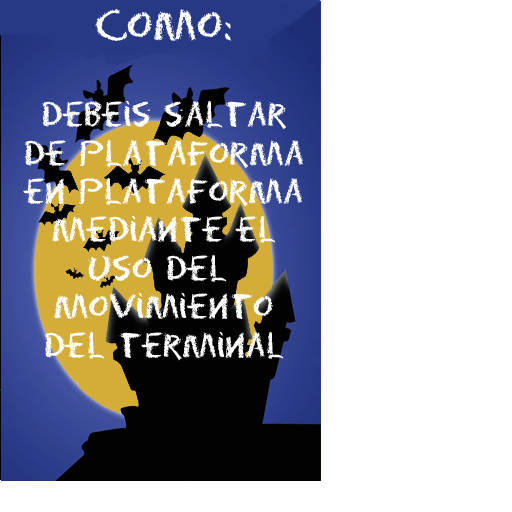 COMO:
DEBEIS SALTAR
DE PLATAFORMA
EN PLATAFORMA
MEDIANTE EL
USO DEL
MOVIMIENTO
DEL TERMINAL